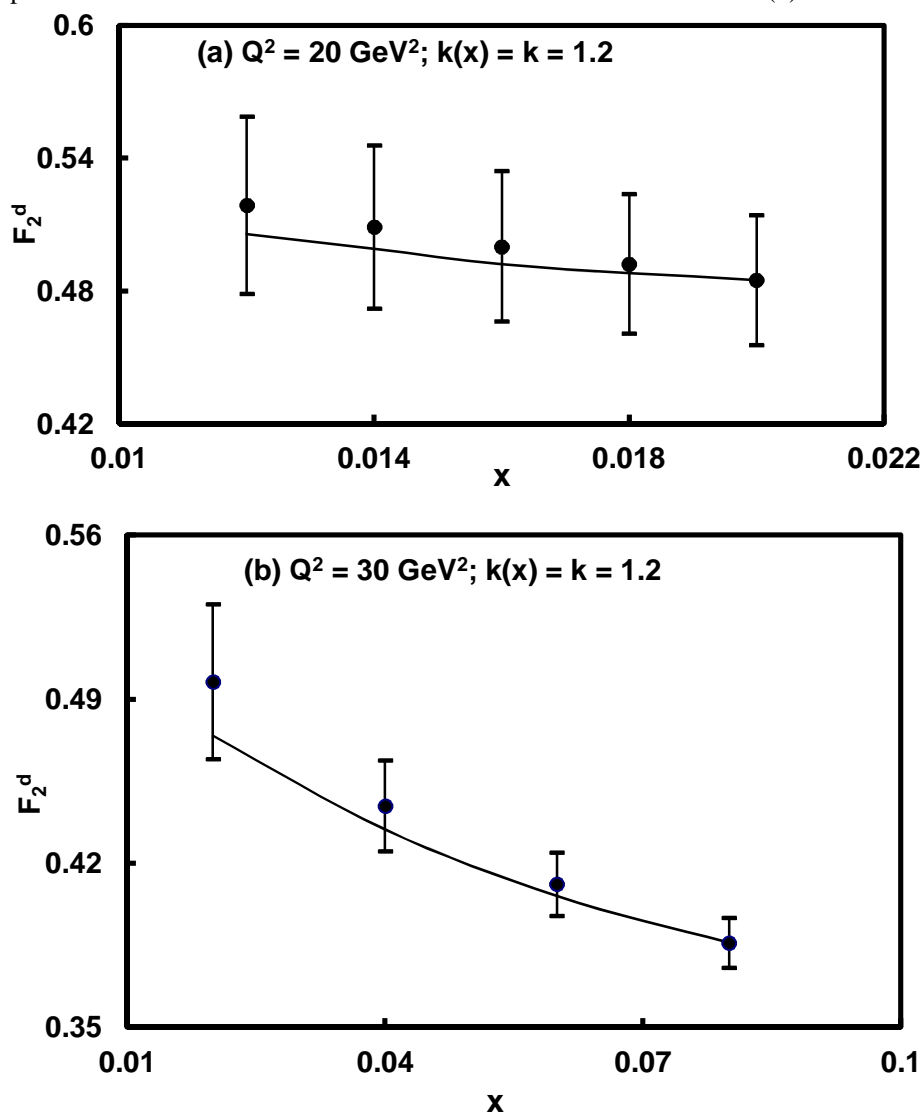 0.6
(a) Q² = 20 GeV²; k(x) = k = 1.2
0.54
F₂ᵈ
0.48
0.42
0.01 0.014 0.018 0.022
x
0.56
(b) Q² = 30 GeV²; k(x) = k = 1.2
0.49
F₂ᵈ
0.42
0.35
0.01 0.04 0.07 0.1
x